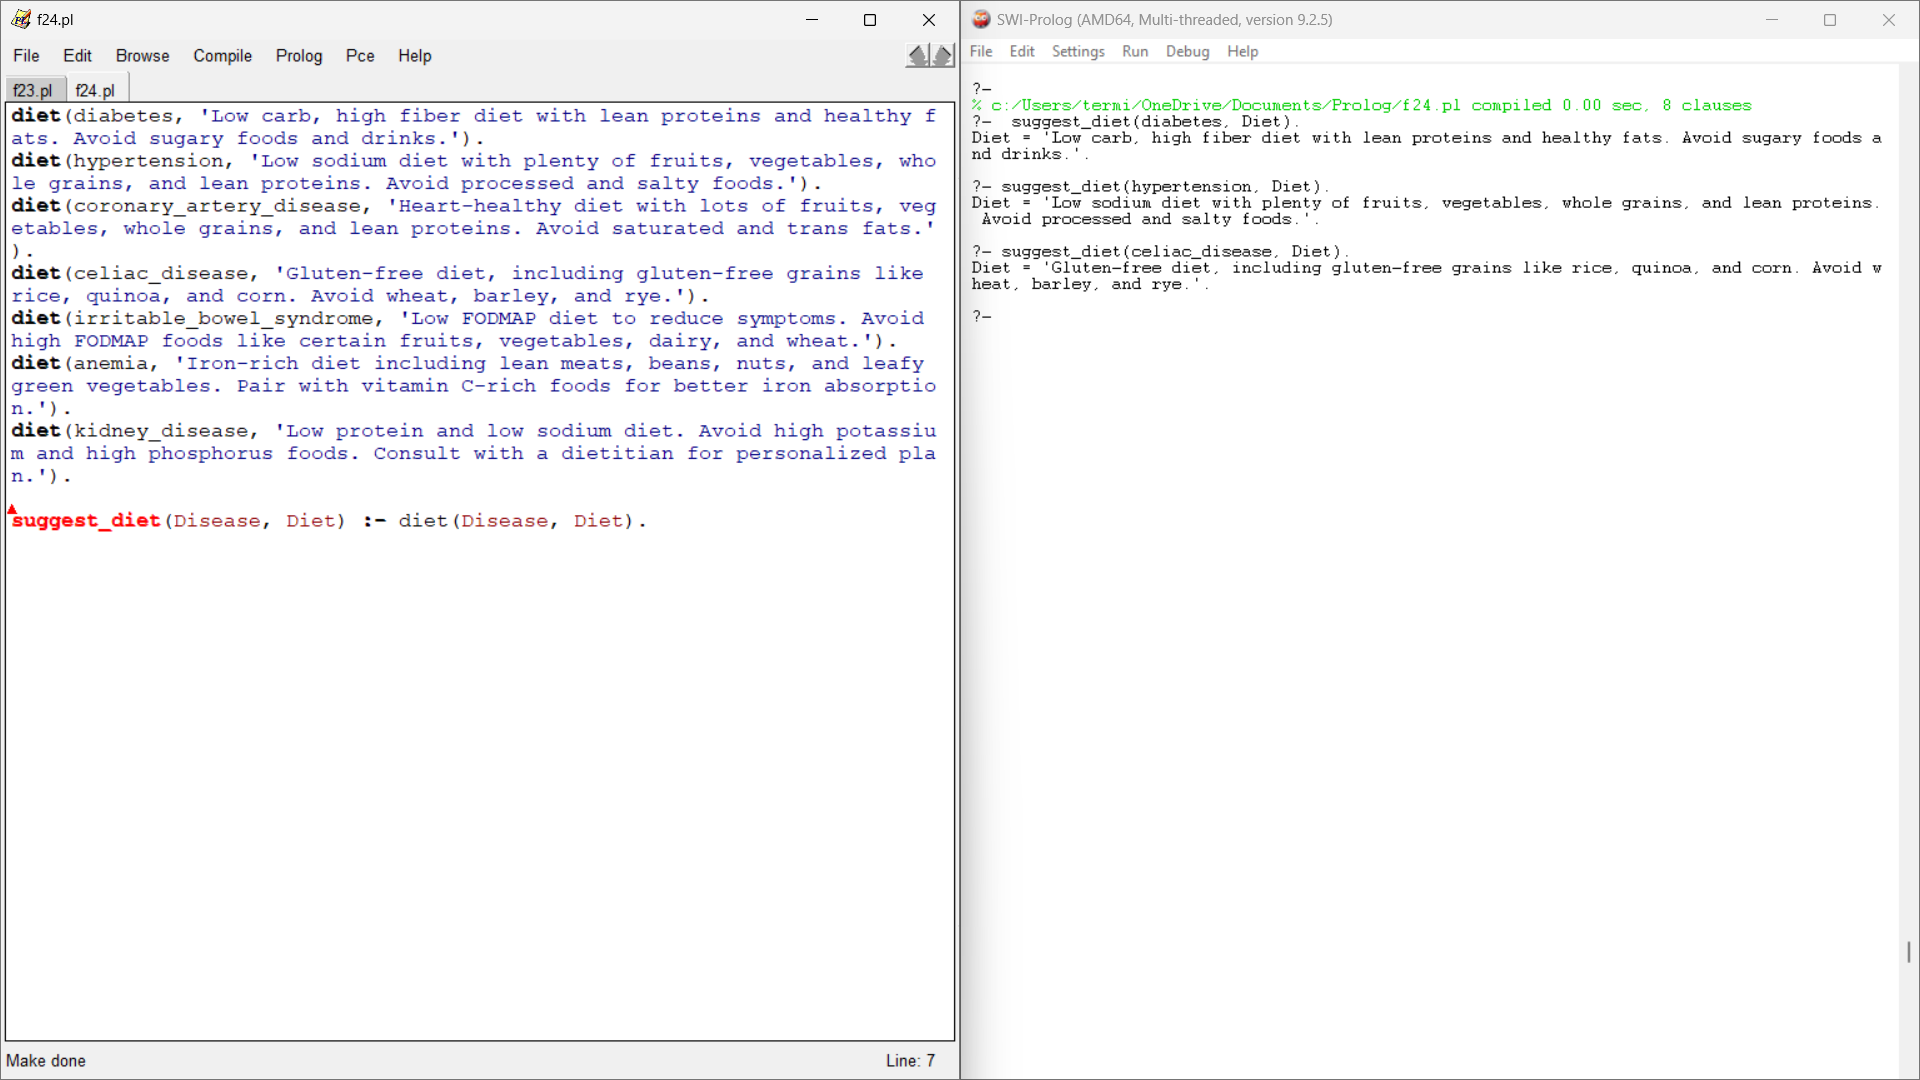 f24.pl
File Edit Browse Compile Prolog Pce Help
f23.pl f24.pl
diet(diabetes, 'Low carb, high fiber diet with lean proteins and healthy f
ats. Avoid sugary foods and drinks.').
diet(hypertension, 'Low sodium diet with plenty of fruits, vegetables, who
le grains, and lean proteins. Avoid processed and salty foods.').
diet(coronary_artery_disease, 'Heart-healthy diet with lots of fruits, veg
etables, whole grains, and lean proteins. Avoid saturated and trans fats.'
).
diet(celiac_disease, 'Gluten-free diet, including gluten-free grains like
rice, quinoa, and corn. Avoid wheat, barley, and rye.').
diet(irritable_bowel_syndrome, 'Low FODMAP diet to reduce symptoms. Avoid
high FODMAP foods like certain fruits, vegetables, dairy, and wheat.').
diet(anemia, 'Iron-rich diet including lean meats, beans, nuts, and leafy
green vegetables. Pair with vitamin C-rich foods for better iron absorptio
n.').
diet(kidney_disease, 'Low protein and low sodium diet. Avoid high potassiu
m and high phosphorus foods. Consult with a dietitian for personalized pla
n.').
suggest_diet(Disease, Diet) :- diet(Disease, Diet).
Make done
Line: 7
SWI-Prolog (AMD64, Multi-threaded, version 9.2.5)
File Edit Settings Run Debug Help
?-
% c:/Users/termi/OneDrive/Documents/Prolog/f24.pl compiled 0.00 sec, 8 clauses
?-  suggest_diet(diabetes, Diet).
Diet = 'Low carb, high fiber diet with lean proteins and healthy fats. Avoid sugary foods a
nd drinks.'.
?- suggest_diet(hypertension, Diet).
Diet = 'Low sodium diet with plenty of fruits, vegetables, whole grains, and lean proteins.
 Avoid processed and salty foods.'.
?- suggest_diet(celiac_disease, Diet).
Diet = 'Gluten-free diet, including gluten-free grains like rice, quinoa, and corn. Avoid w
heat, barley, and rye.'.
?-